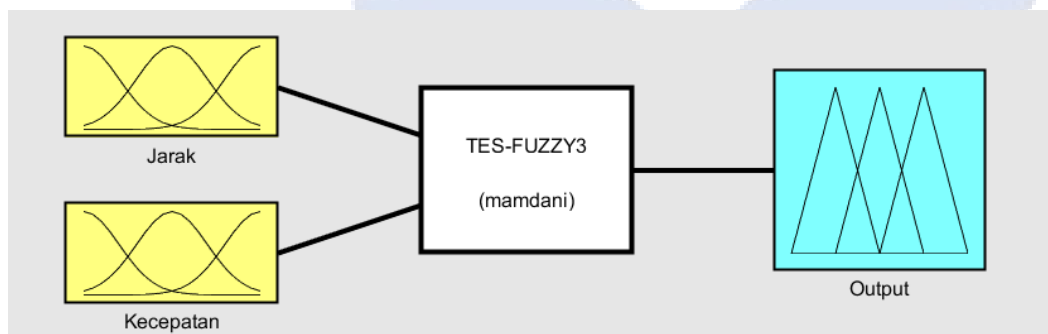 Jarak
TES-FUZZY3
(mamdani)
Kecepatan
Output